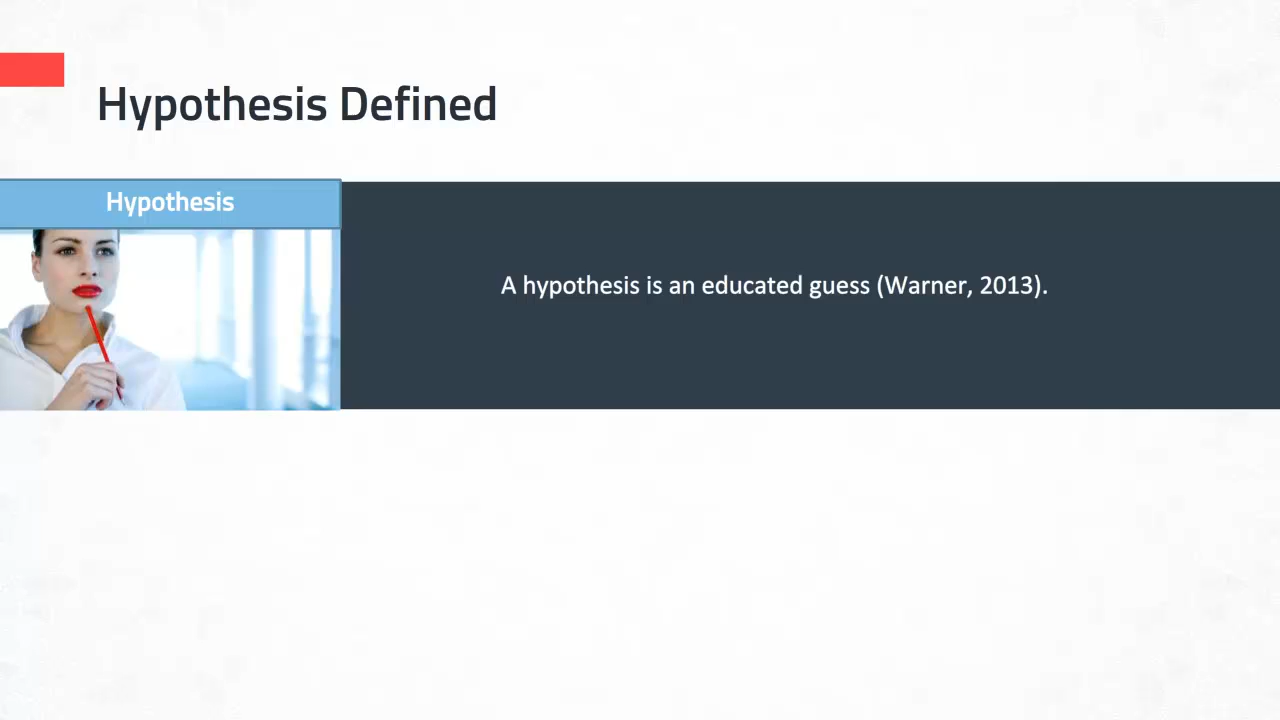 Hypothesis Defined
Hypothesis
A hypothesis is an educated guess (Warner, 2013).